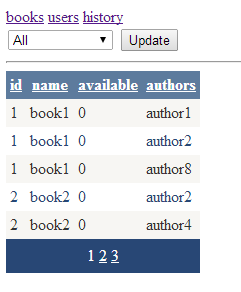 books users history
All Update
id name available authors
1 book1 0 author1
1 book1 0 author2
1 book1 0 author8
2 book2 0 author2
2 book2 0 author4
1 2 3